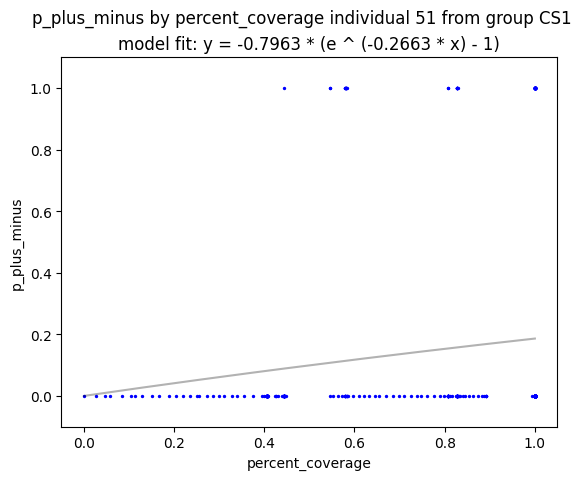 p_plus_minus by percent_coverage individual 51 from group CS1
model fit: y = -0.7963 * (e ^ (-0.2663 * x) - 1)
1.0
0.8
0.6
0.4
0.2
0.0
p_plus_minus
0.0 0.2 0.4 0.6 0.8 1.0
percent_coverage